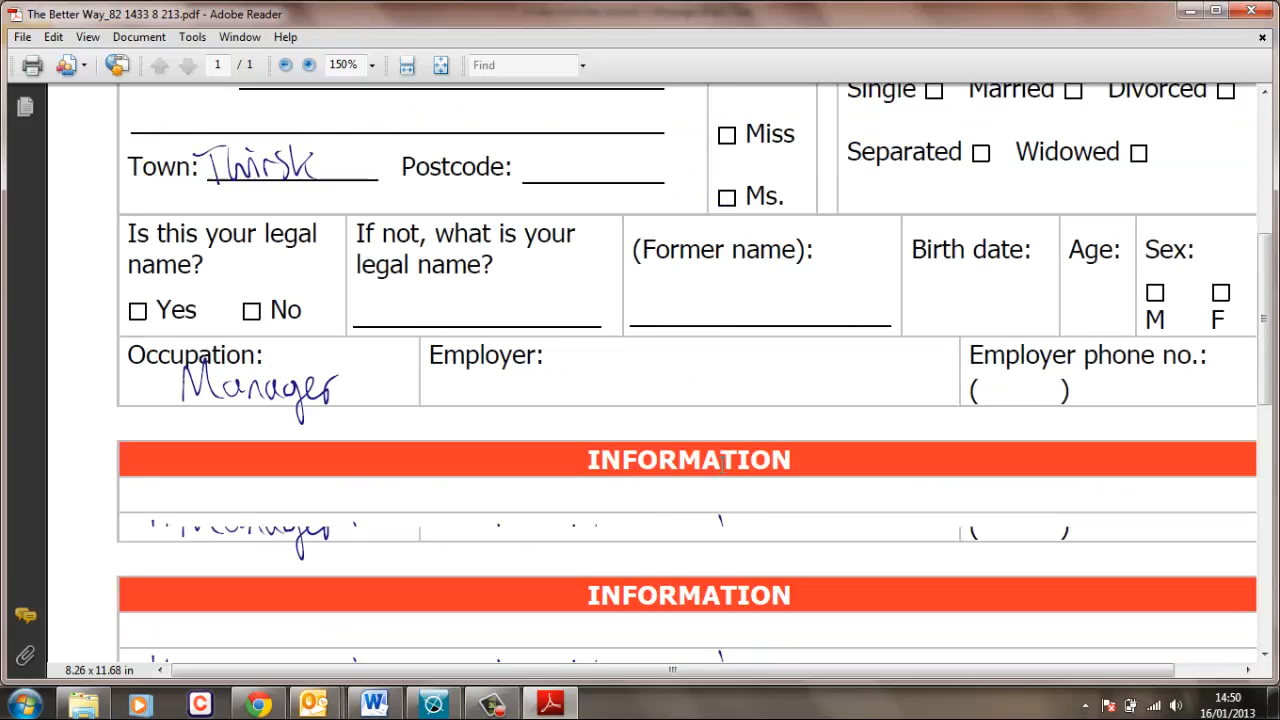 The Better Way_82 1433 8 213.pdf - Adobe Reader
File Edit View Document Tools Window Help
1 / 1 150% Find
Single Married Divorced
Miss
Town: Thirsk Postcode: Separated Widowed
Ms.
Is this your legal name? If not, what is your legal name? (Former name): Birth date: Age: Sex:
Yes No
M F
Occupation: Employer: Employer phone no.:
Manager ( )
INFORMATION
Manager ( )
INFORMATION
8.26 x 11.68 in
14:50
16/01/2013